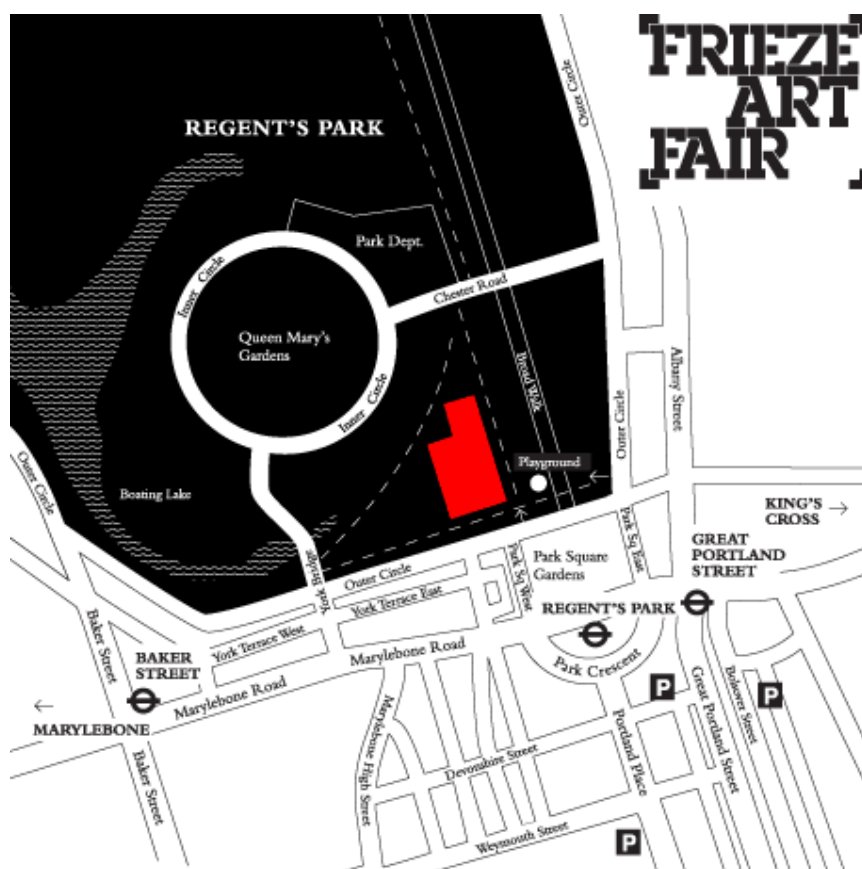 FRIEZE
ART
FAIR
REGENT'S PARK
Outer Circle
Park Dept.
Inner Circle
Chester Road
Queen Mary's
Gardens
Broad Walk
Albany Street
Inner Circle
Outer Circle
Playground
Outer Circle
Boating Lake
KING'S
CROSS
Park Sq East
GREAT
PORTLAND
STREET
Park Sq West
Park Square
Gardens
York Bridge
Outer Circle
York Terrace East
REGENT'S PARK
Baker Street
York Terrace West
Marylebone Road
Park Crescent
BAKER
STREET
Marylebone Road
MARYLEBONE
P
P
Great Portland Street
Bolsover Street
Marylebone High Street
Portland Place
Baker Street
Devonshire Street
Weymouth Street
P